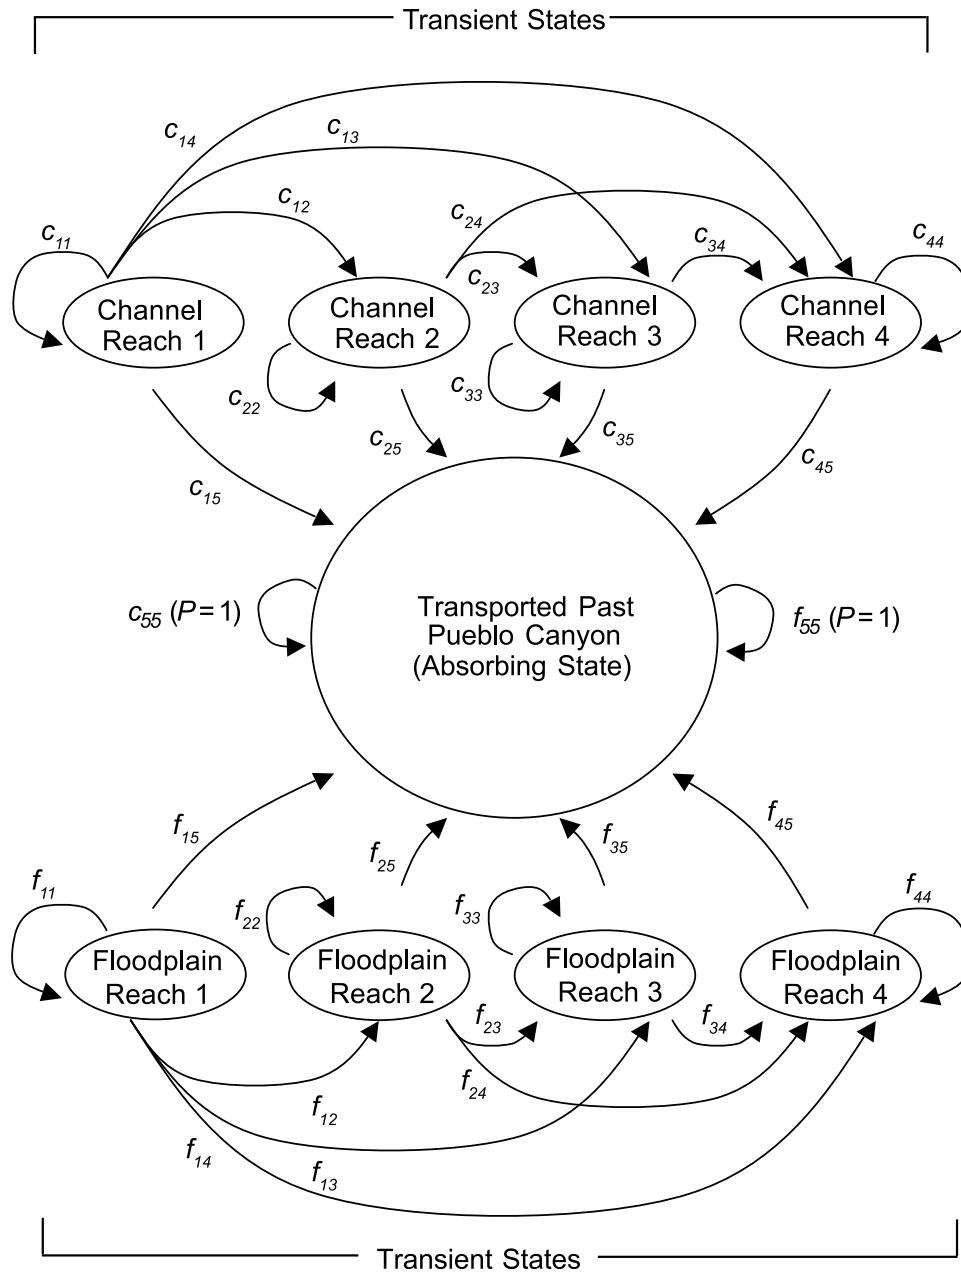 Transient States
c14
c13
c12
c24
c11
c34
c44
c23
Channel
Reach 1
Channel
Reach 2
Channel
Reach 3
Channel
Reach 4
c22
c33
c25
c35
c45
c15
c55 (P=1)
Transported Past
Pueblo Canyon
(Absorbing State)
f55 (P=1)
f15
f25
f35
f45
f11
f22
f33
f44
Floodplain
Reach 1
Floodplain
Reach 2
Floodplain
Reach 3
Floodplain
Reach 4
f23
f34
f24
f12
f14
f13
Transient States